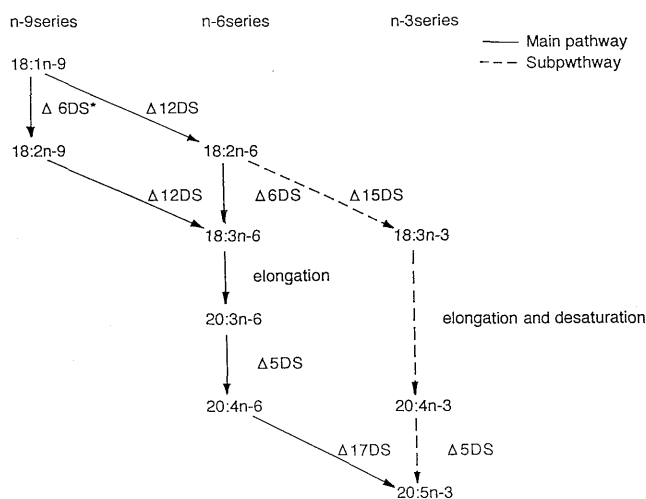 n-9series n-6series n-3series
Main pathway
Subpwthway
18:1n-9
Δ 6DS* Δ12DS
18:2n-9 18:2n-6
Δ12DS Δ6DS Δ15DS
18:3n-6 18:3n-3
elongation
elongation and desaturation
20:3n-6
Δ5DS
20:4n-6 20:4n-3
Δ17DS Δ5DS
20:5n-3